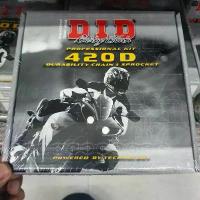 D.I.D
PROFESSIONAL KIT
420D
DURABILITY CHAIN & SPROCKET
POWERED BY TECHNOLOGY